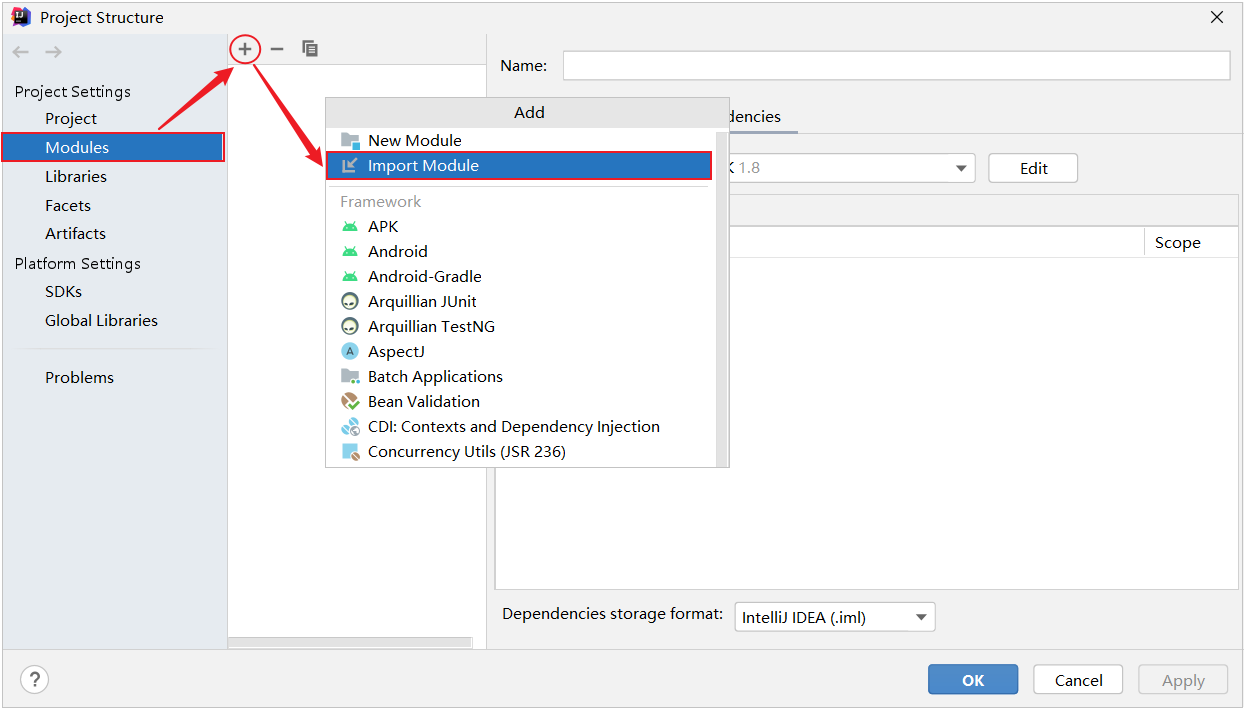 Project Structure
Project Settings
Project
Modules
Libraries
Facets
Artifacts
Platform Settings
SDKs
Global Libraries
Problems
Name:
Add
New Module
Import Module
Framework
APK
Android
Android-Gradle
Arquillian JUnit
Arquillian TestNG
AspectJ
Batch Applications
Bean Validation
CDI: Contexts and Dependency Injection
Concurrency Utils (JSR 236)
dencies
1.8
Edit
Scope
Dependencies storage format:
IntelliJ IDEA (.iml)
?
OK
Cancel
Apply